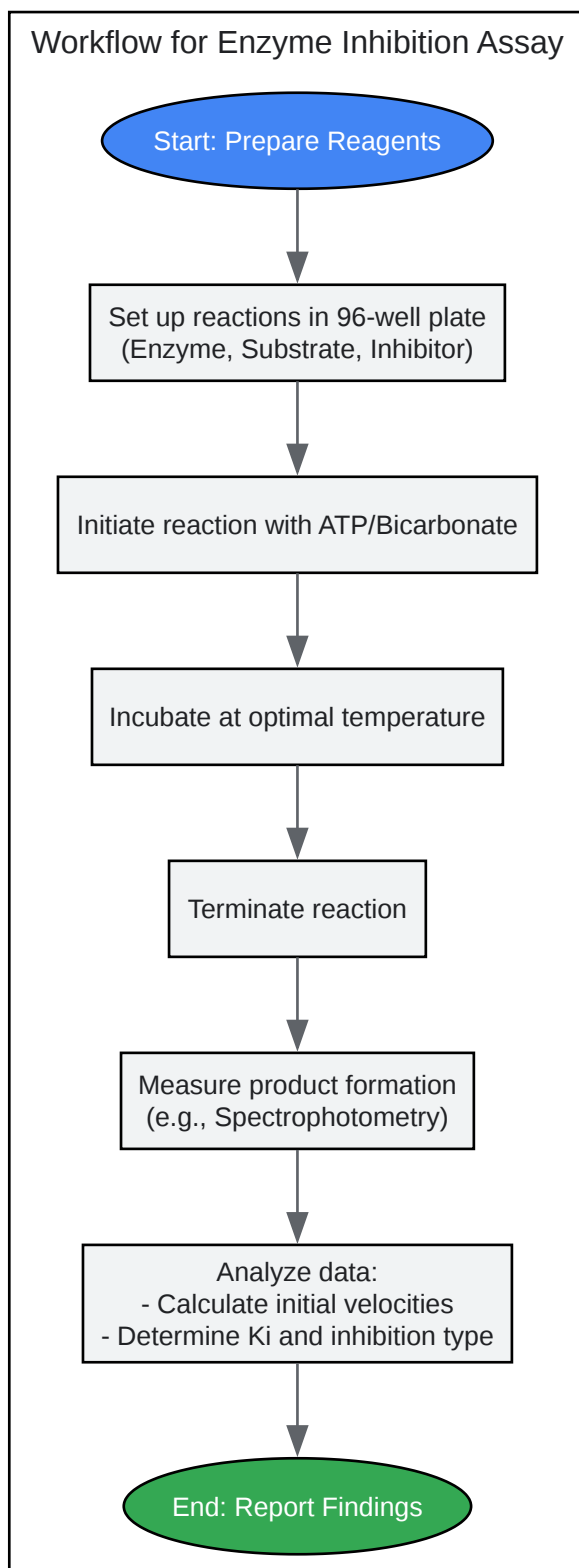 Workflow for Enzyme Inhibition Assay
Start: Prepare Reagents
Set up reactions in 96-well plate
(Enzyme, Substrate, Inhibitor)
Initiate reaction with ATP/Bicarbonate
Incubate at optimal temperature
Terminate reaction
Measure product formation
(e.g., Spectrophotometry)
Analyze data:
- Calculate initial velocities
- Determine Ki and inhibition type
End: Report Findings